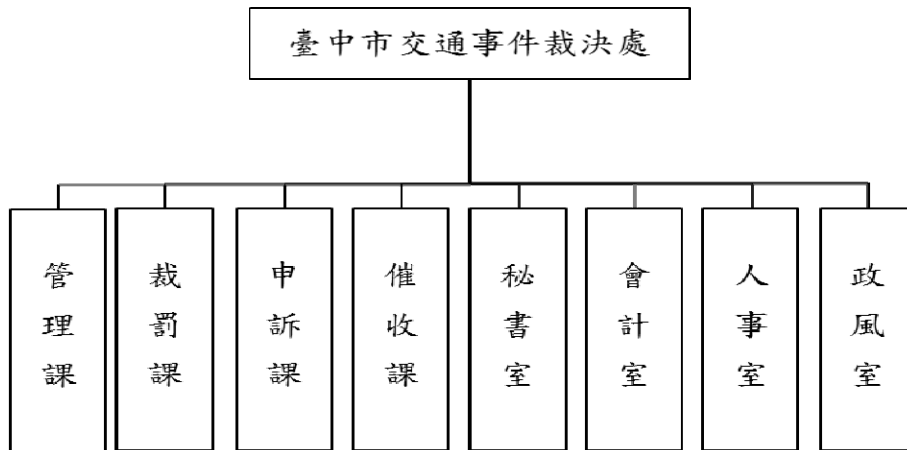 臺中市交通事件裁決處
管理課
裁罰課
申訴課
催收課
秘書室
會計室
人事室
政風室